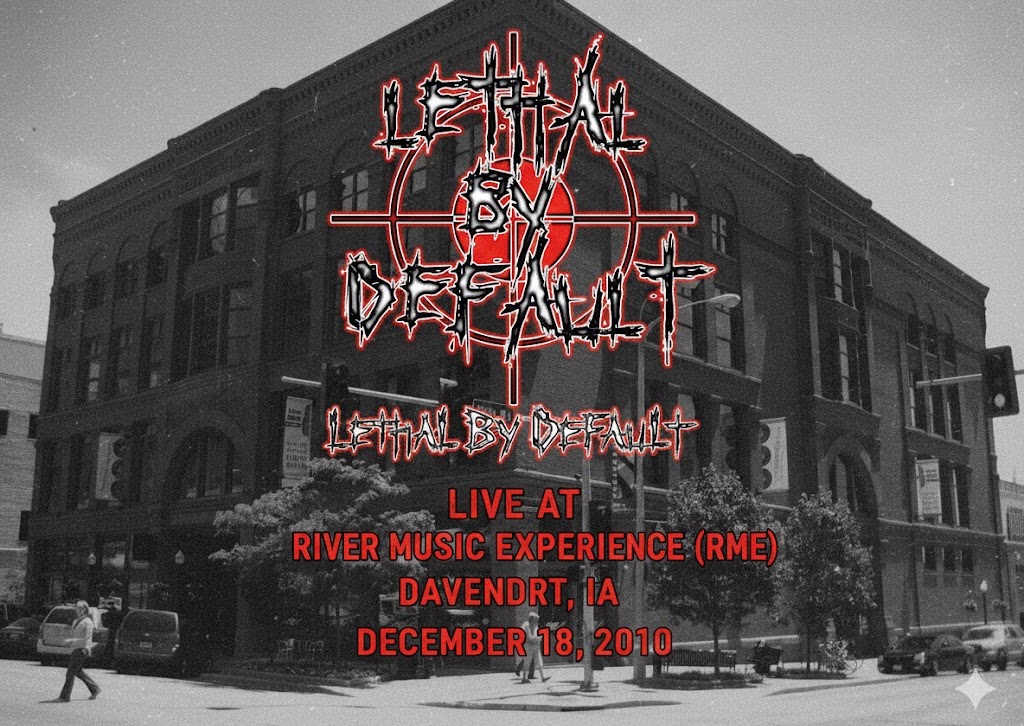 LETHAL
BY
DEFAULT
LETHAL BY DEFAULT
LIVE AT
RIVER MUSIC EXPERIENCE (RME)
DAVENDRT, IA
DECEMBER 18, 2010